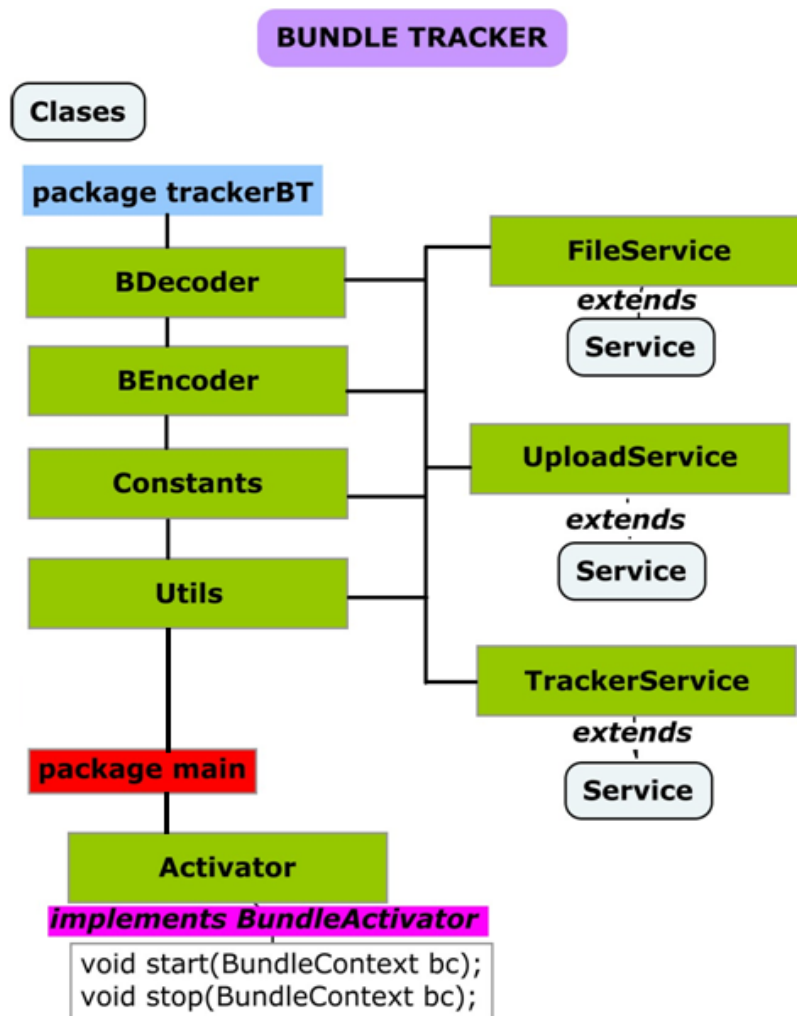 BUNDLE TRACKER
Clases
package trackerBT
BDecoder
BEncoder
Constants
Utils
FileService
extends
Service
UploadService
extends
Service
TrackerService
extends
Service
package main
Activator
implements BundleActivator
void start(BundleContext bc);
void stop(BundleContext bc);